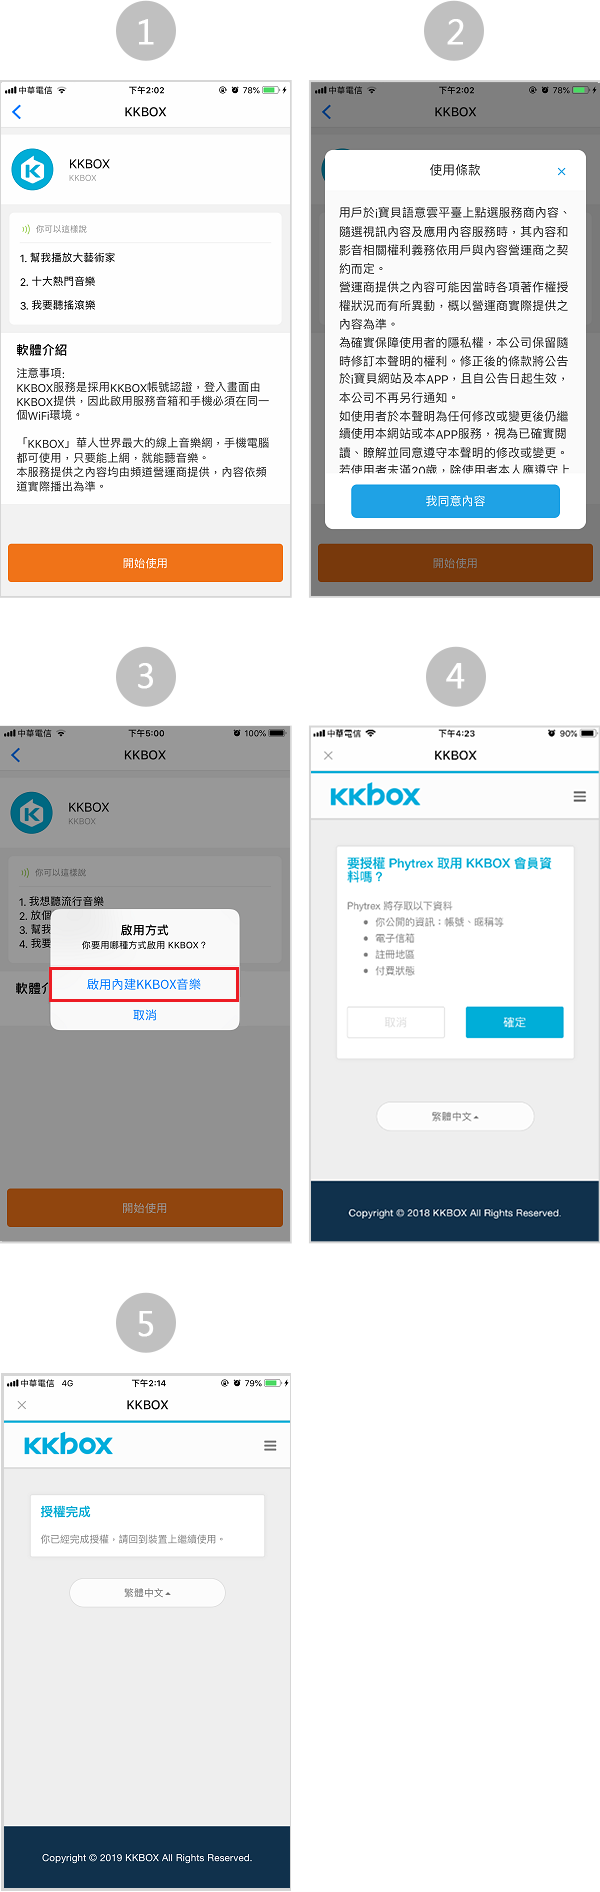 1
中華電信
下午2:02
78%
KKBOX
KKBOX
KKBOX
你可以這樣說
1. 幫我播放大藝術家
2. 十大熱門音樂
3. 我要聽搖滾樂
軟體介紹
注意事項:
KKBOX服務是採用KKBOX帳號認證，登入畫面由
KKBOX提供，因此啟用服務音箱和手機必須在同一
個WiFi環境。
「KKBOX」華人世界最大的線上音樂網，手機電腦
都可使用，只要能上網，就能聽音樂。
本服務提供之內容均由頻道營運商提供，內容依頻
道實際播出為準。
開始使用
2
中華電信
下午2:02
78%
KKBOX
使用條款
×
用戶於i寶貝語意雲平臺上點選服務商內容、
隨選視訊內容及應用內容服務時，其內容和
影音相關權利義務依用戶與內容營運商之契
約而定。
營運商提供之內容可能因當時各項著作權授
權狀況而有所異動，概以營運商實際提供之
內容為準。
為確實保障使用者的隱私權，本公司保留隨
時修訂本聲明的權利。修正後的條款將公告
於i寶貝網站及本APP，且自公告日起生效，
本公司不再另行通知。
如使用者於本聲明為任何修改或變更後仍繼
續使用本網站或本APP服務，視為已確實閱
讀、瞭解並同意遵守本聲明的修改或變更。
若使用者未滿20歲，除使用者本人應遵守上
我同意內容
開始使用
3
中華電信
下午5:00
100%
KKBOX
KKBOX
KKBOX
你可以這樣說
1. 我想聽流行音樂
2. 放個
3. 幫我
4. 我要
軟體介
啟用方式
你要用哪種方式啟用 KKBOX？
啟用內建KKBOX音樂
取消
開始使用
4
中華電信
下午4:23
90%
×
KKBOX
KKBOX
要授權 Phytrex 取用 KKBOX 會員資
料嗎？
Phytrex 將存取以下資料
• 你公開的資訊：帳號、暱稱等
• 電子信箱
• 註冊地區
• 付費狀態
取消
確定
繁體中文
Copyright © 2018 KKBOX All Rights Reserved.
5
中華電信 4G
下午2:14
79%
×
KKBOX
KKBOX
授權完成
你已經完成授權，請回到裝置上繼續使用。
繁體中文
Copyright © 2019 KKBOX All Rights Reserved.